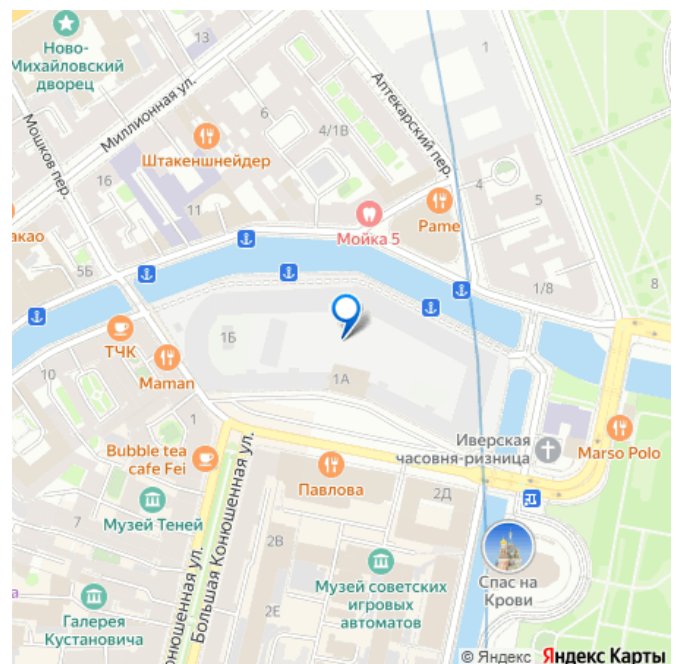 Ново-
Михайловский
дворец
13
1
Миллионная ул.
6
4/1В
Аптекарский пер.
Мошков пер.
Штакеншнейдер
16
11
4
5
Мойка 5
Pame
акао
5Б
8
1/8
ТЧК
1Б
Maman
1А
10
1
Bubble tea
cafe Fei
Иверская
часовня-ризница
Marso Polo
Павлова
2Д
Музей Теней
7
Большая Конюшенная ул.
онюшенная ул.
2В
Спас на
Крови
Музей советских
игровых
автоматов
2Е
а
Галерея
Кустановича
© Яндекс Яндекс Карты